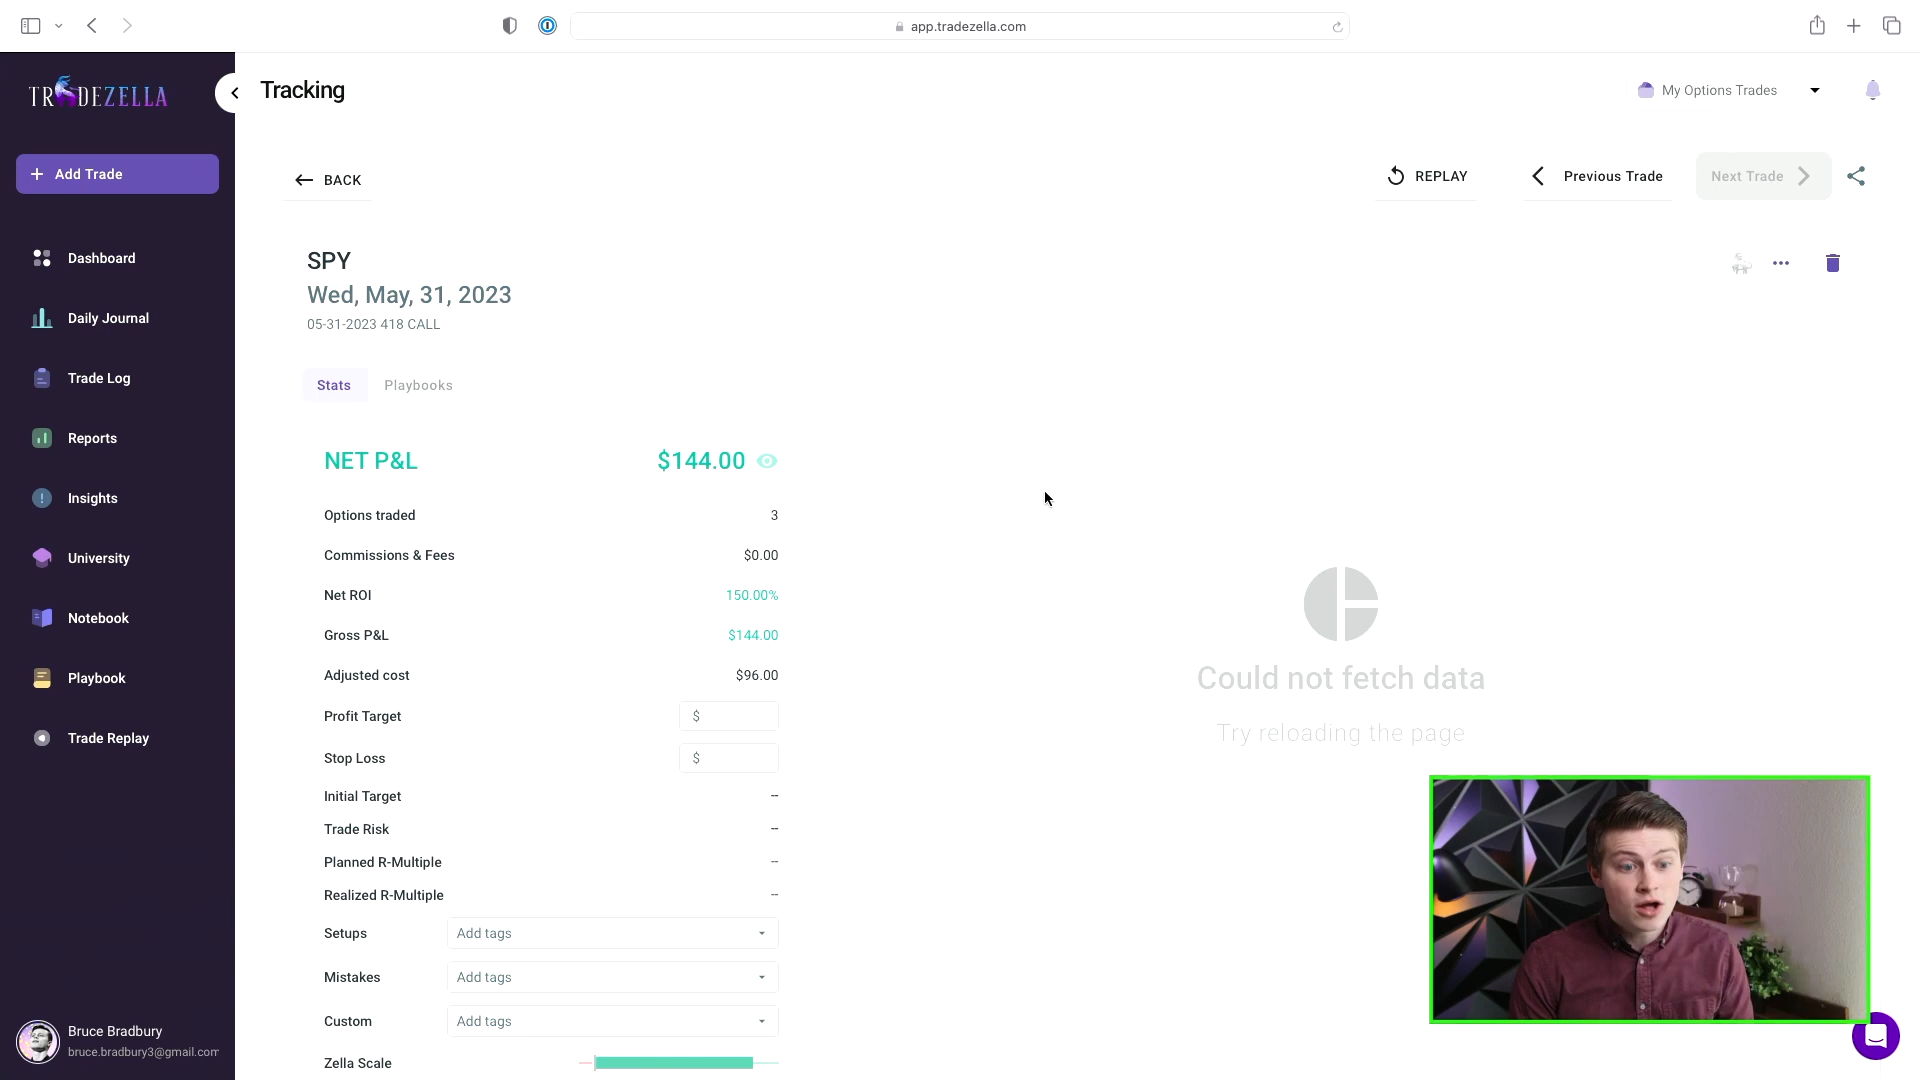 app.tradezella.com
TRADEZELLA
Tracking
My Options Trades
Add Trade
BACK
REPLAY
Previous Trade
Next Trade
SPY
Wed, May, 31, 2023
05-31-2023 418 CALL
Dashboard
Daily Journal
Trade Log
Reports
Insights
University
Notebook
Playbook
Trade Replay
Stats
Playbooks
NET P&L $144.00
Options traded 3
Commissions & Fees $0.00
Net ROI 150.00%
Gross P&L $144.00
Adjusted cost $96.00
Profit Target $
Stop Loss $
Initial Target --
Trade Risk --
Planned R-Multiple --
Realized R-Multiple --
Setups Add tags
Mistakes Add tags
Custom Add tags
Zella Scale
Could not fetch data
Try reloading the page
Bruce Bradbury
bruce.bradbury3@gmail.com